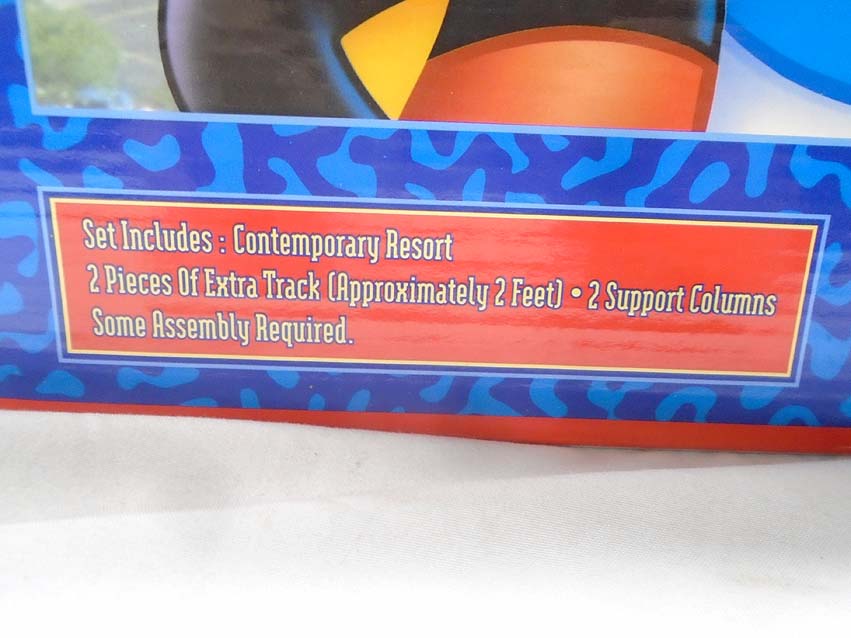 Set Includes : Contemporary Resort
2 Pieces Of Extra Track (Approximately 2 Feet) • 2 Support Columns
Some Assembly Required.